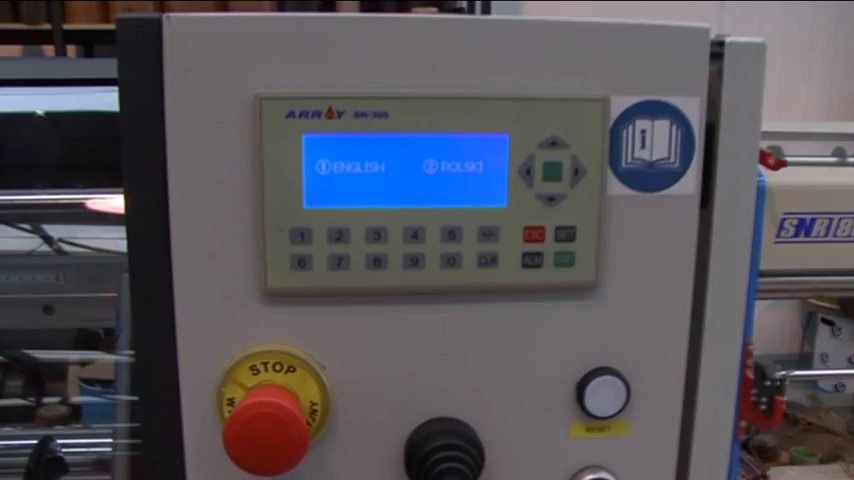 ARRAY SH-300
① ENGLISH ② POLSKI
1 2 3 4 5 +/-
ESC SET
6 7 8 9 0 CLR
ALM
STOP
RESET
SNR
i